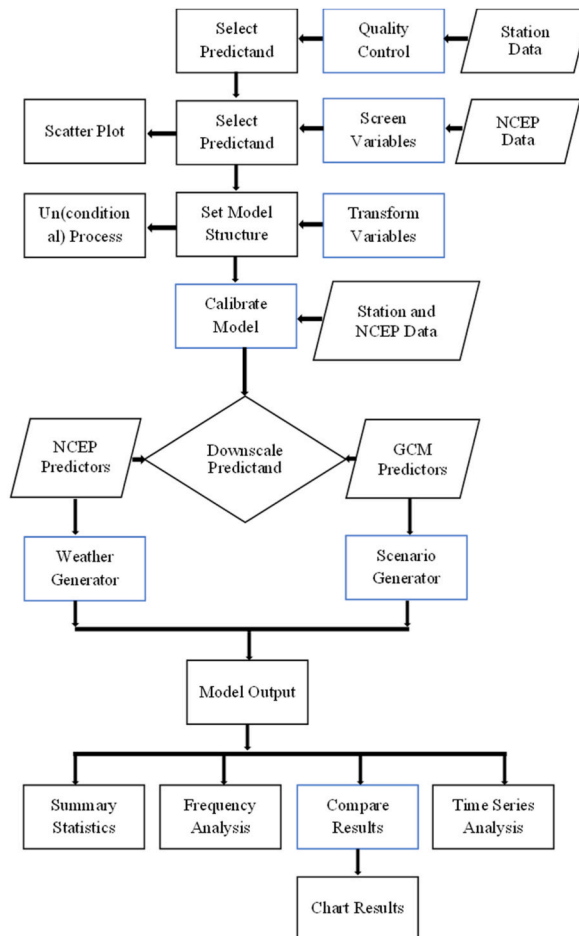 Select
Predictand
Quality
Control
Station
Data
Scatter Plot
Select
Predictand
Screen
Variables
NCEP
Data
Un(condition
al) Process
Set Model
Structure
Transform
Variables
Calibrate
Model
Station and
NCEP Data
NCEP
Predictors
Downscale
Predictand
GCM
Predictors
Weather
Generator
Scenario
Generator
Model Output
Summary
Statistics
Frequency
Analysis
Compare
Results
Time Series
Analysis
Chart Results